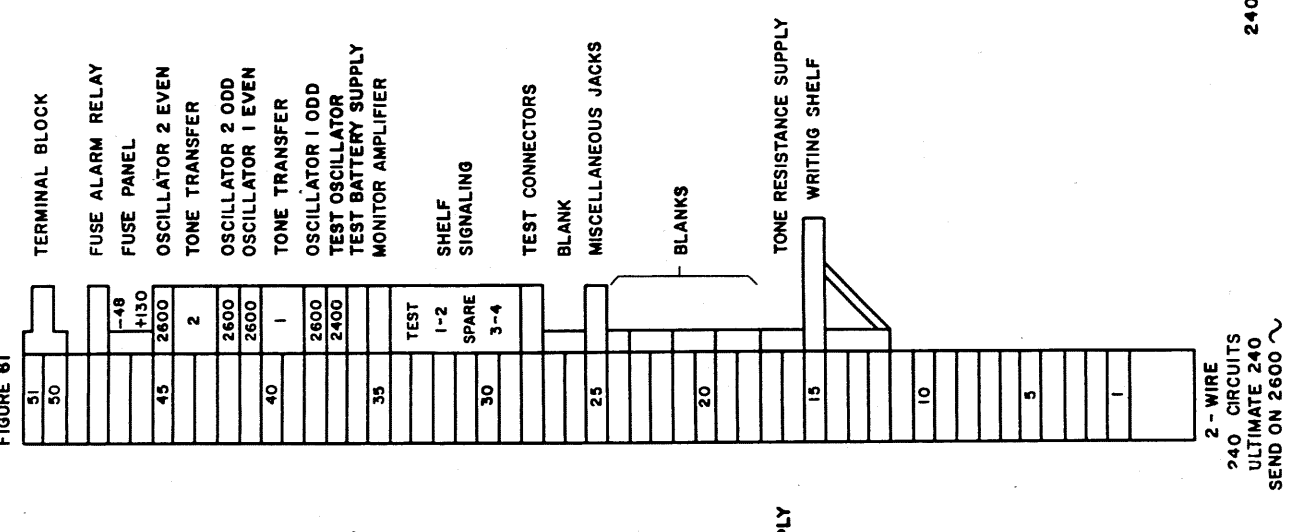 FIGURE 61
51
50
45
40
35
30
25
20
15
10
5
1
-48
+130
2600
2
2600
2600
1
2600
2400
TEST
1-2
SPARE
3-4
TERMINAL BLOCK
FUSE ALARM RELAY
FUSE PANEL
OSCILLATOR 2 EVEN
TONE TRANSFER
OSCILLATOR 2 ODD
OSCILLATOR 1 EVEN
TONE TRANSFER
OSCILLATOR 1 ODD
TEST OSCILLATOR
TEST BATTERY SUPPLY
MONITOR AMPLIFIER
SHELF
SIGNALING
TEST CONNECTORS
BLANK
MISCELLANEOUS JACKS
BLANKS
TONE RESISTANCE SUPPLY
WRITING SHELF
2-WIRE
240 CIRCUITS
ULTIMATE 240
SEND ON 2600 ~
PLY
240